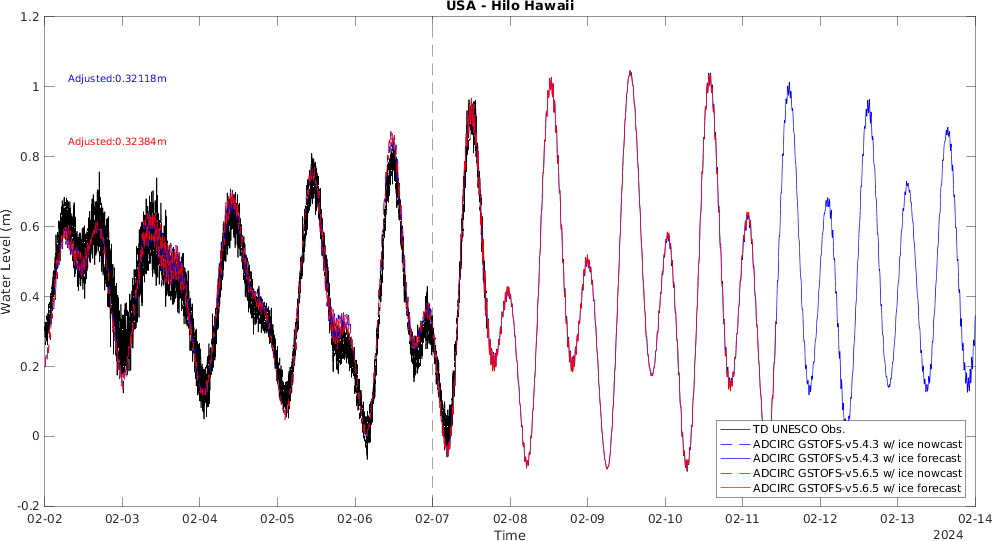 USA - Hilo Hawaii
1.2
1
0.8
0.6
0.4
0.2
0
-0.2
Water Level (m)
Adjusted:0.32118m
Adjusted:0.32384m
TD UNESCO Obs.
ADCIRC GSTOFS-v5.4.3 w/ ice nowcast
ADCIRC GSTOFS-v5.4.3 w/ ice forecast
ADCIRC GSTOFS-v5.6.5 w/ ice nowcast
ADCIRC GSTOFS-v5.6.5 w/ ice forecast
02-02 02-03 02-04 02-05 02-06 02-07 02-08 02-09 02-10 02-11 02-12 02-13 02-14
Time
2024